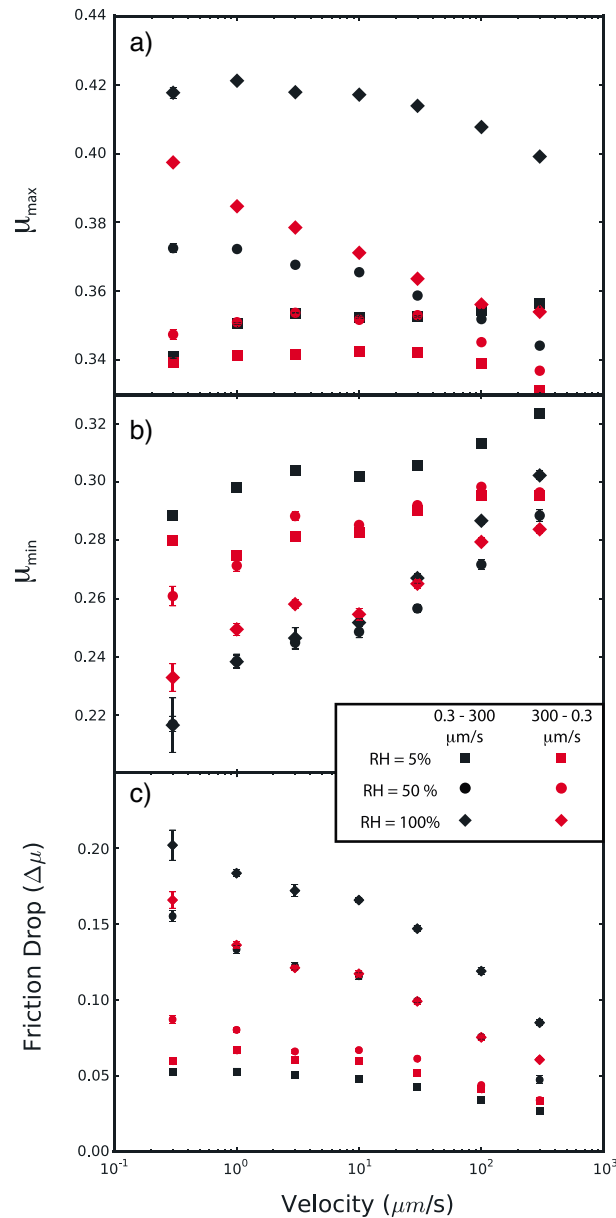 a)
0.44
0.42
0.40
0.38
0.36
0.34
μmax
b)
0.32
0.30
0.28
0.26
0.24
0.22
μmin
0.3 - 300 300 - 0.3
μm/s μm/s
RH = 5%
RH = 50 %
RH = 100%
c)
0.20
0.15
0.10
0.05
0.00
Friction Drop (Δμ)
10⁻¹ 10⁰ 10¹ 10² 10³
Velocity (μm/s)